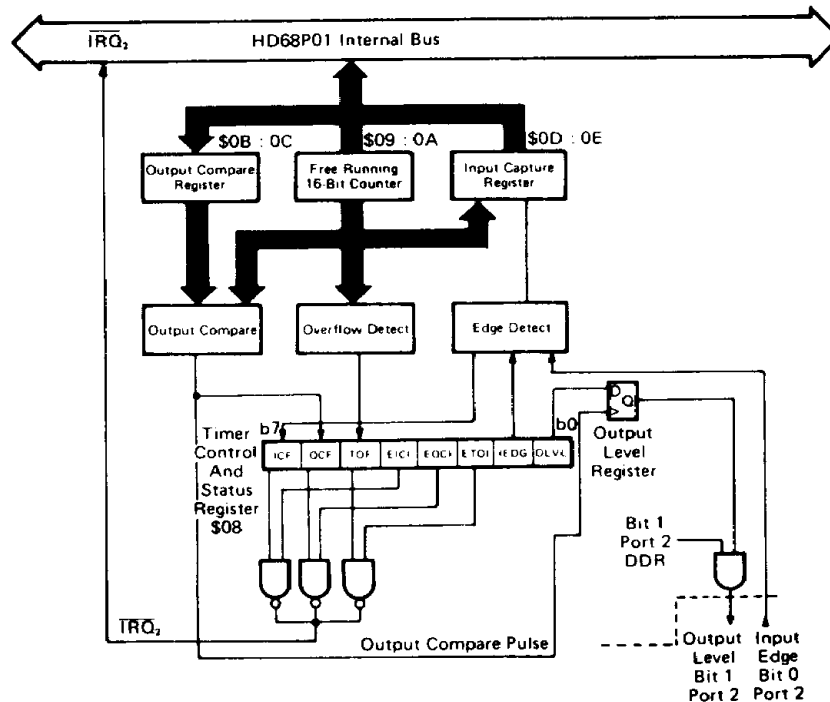 IRQ₂
HD68P01 Internal Bus
$0B : 0C
$09 : 0A
$0D : 0E
Output Compare
Register
Free Running
16-Bit Counter
Input Capture
Register
Output Compare
Overflow Detect
Edge Detect
b7
b0
D
Q
Timer
Control
And
Status
Register
$08
ICF
OCF
TOF
EICI
EOCI
ETOI
IEDG
OLVL
Output
Level
Register
Bit 1
Port 2
DDR
IRQ₂
Output Compare Pulse
Output
Level
Bit 1
Port 2
Input
Edge
Bit 0
Port 2